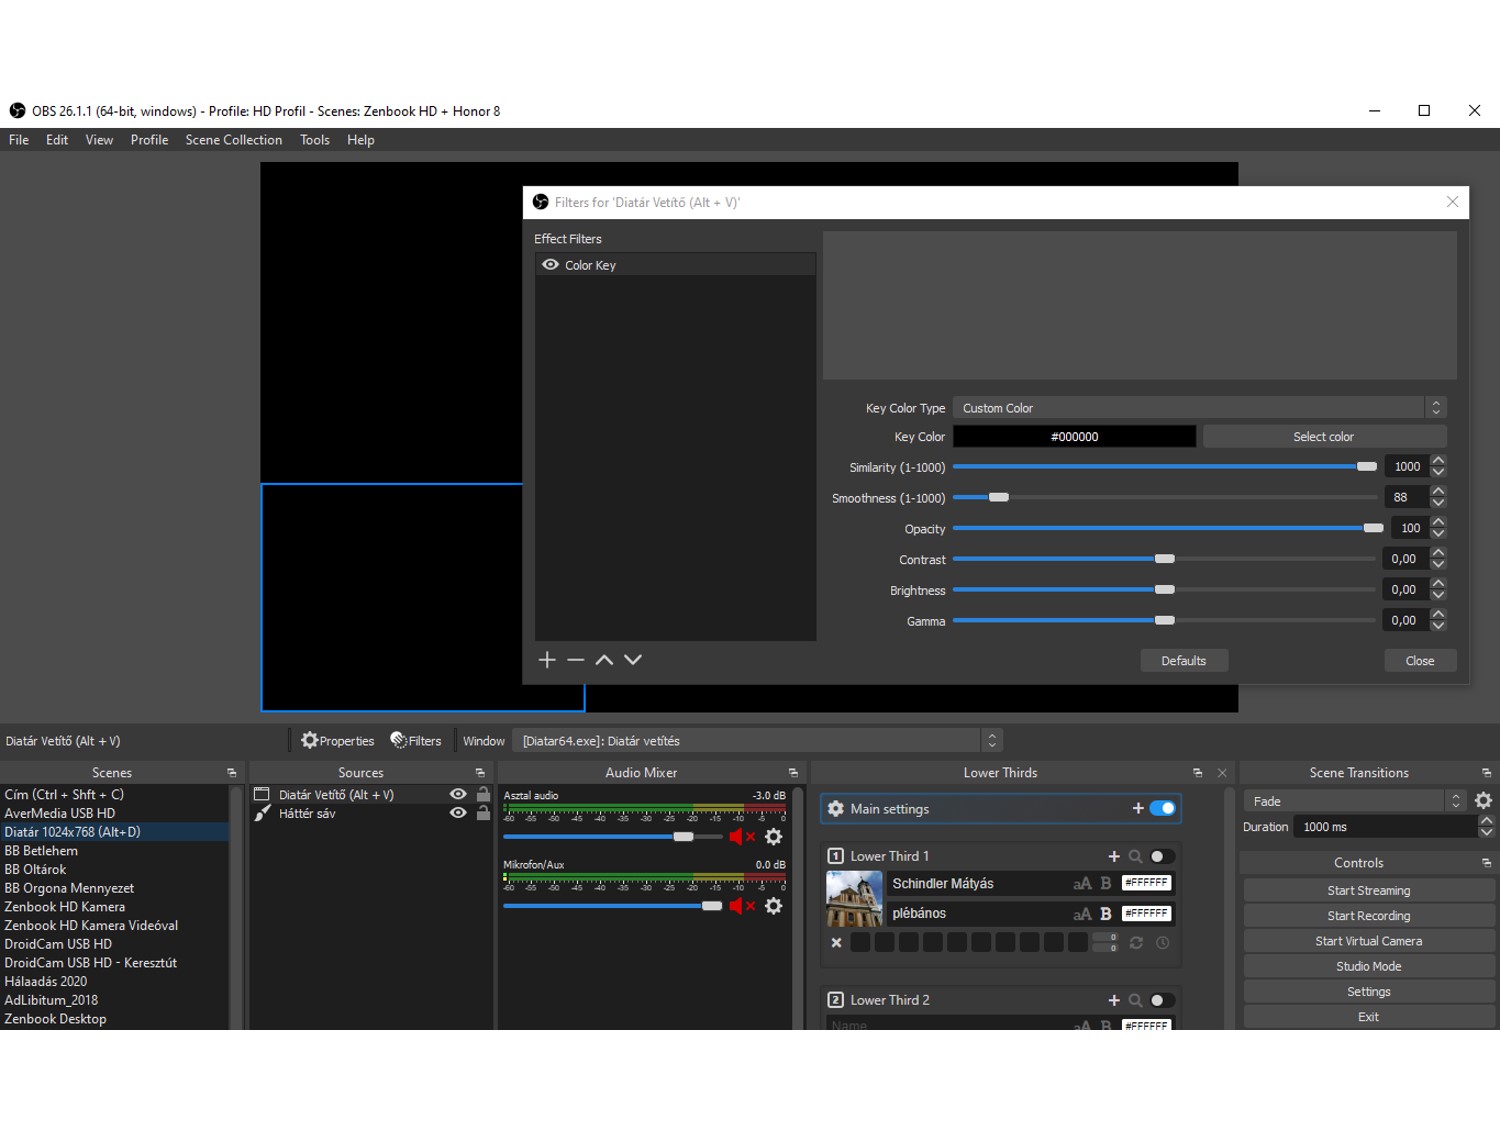 OBS 26.1.1 (64-bit, windows) - Profile: HD Profil - Scenes: Zenbook HD + Honor 8
File Edit View Profile Scene Collection Tools Help
Filters for 'Diatár Vetítő (Alt + V)'
Effect Filters
Color Key
Key Color Type Custom Color
Key Color #000000 Select color
Similarity (1-1000) 1000
Smoothness (1-1000) 88
Opacity 100
Contrast 0,00
Brightness 0,00
Gamma 0,00
Defaults Close
Diatár Vetítő (Alt + V) Properties Filters Window [Diatar64.exe]: Diatár vetítés
Scenes
Cím (Ctrl + Shft + C)
AverMedia USB HD
Diatár 1024x768 (Alt+D)
BB Betlehem
BB Oltárok
BB Orgona Mennyezet
Zenbook HD Kamera
Zenbook HD Kamera Videóval
DroidCam USB HD
DroidCam USB HD - Keresztút
Hálaadás 2020
AdLibitum_2018
Zenbook Desktop
Sources
Diatár Vetítő (Alt + V)
Háttér sáv
Audio Mixer
Asztal audio -3.0 dB
-60 -55 -50 -45 -40 -35 -30 -25 -20 -15 -10 -5 0
Mikrofon/Aux 0.0 dB
-60 -55 -50 -45 -40 -35 -30 -25 -20 -15 -10 -5 0
Lower Thirds
Main settings
1 Lower Third 1
Schindler Mátyás aA B #FFFFFF
plébános aA B #FFFFFF
0
0
2 Lower Third 2
Name aA B #FFFFFF
Scene Transitions
Fade
Duration 1000 ms
Controls
Start Streaming
Start Recording
Start Virtual Camera
Studio Mode
Settings
Exit